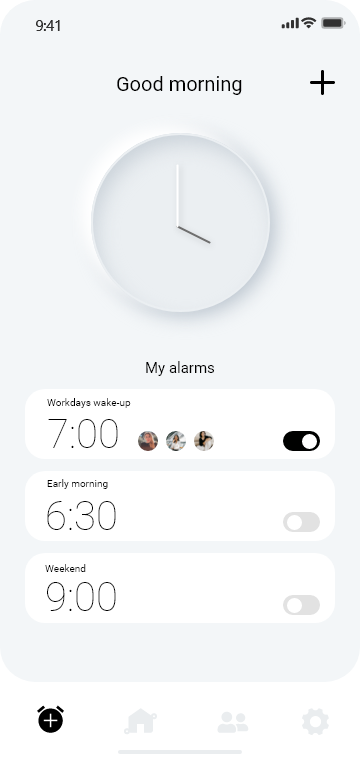 9:41
Good morning
My alarms
Workdays wake-up
7:00
Early morning
6:30
Weekend
9:00